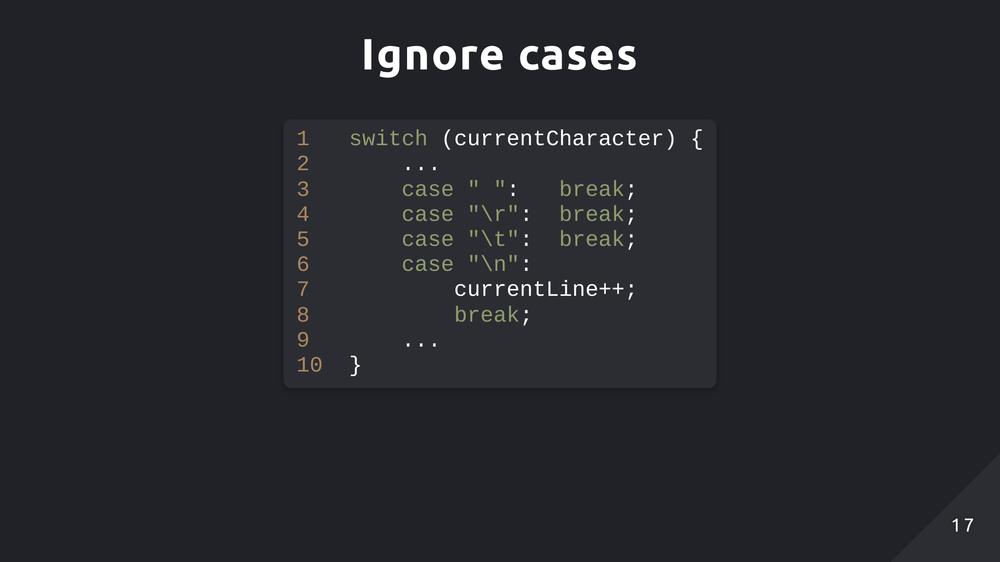 Ignore cases
1   switch (currentCharacter) {
2       ...
3       case " ":   break;
4       case "\r":  break;
5       case "\t":  break;
6       case "\n":
7           currentLine++;
8           break;
9       ...
10  }
17